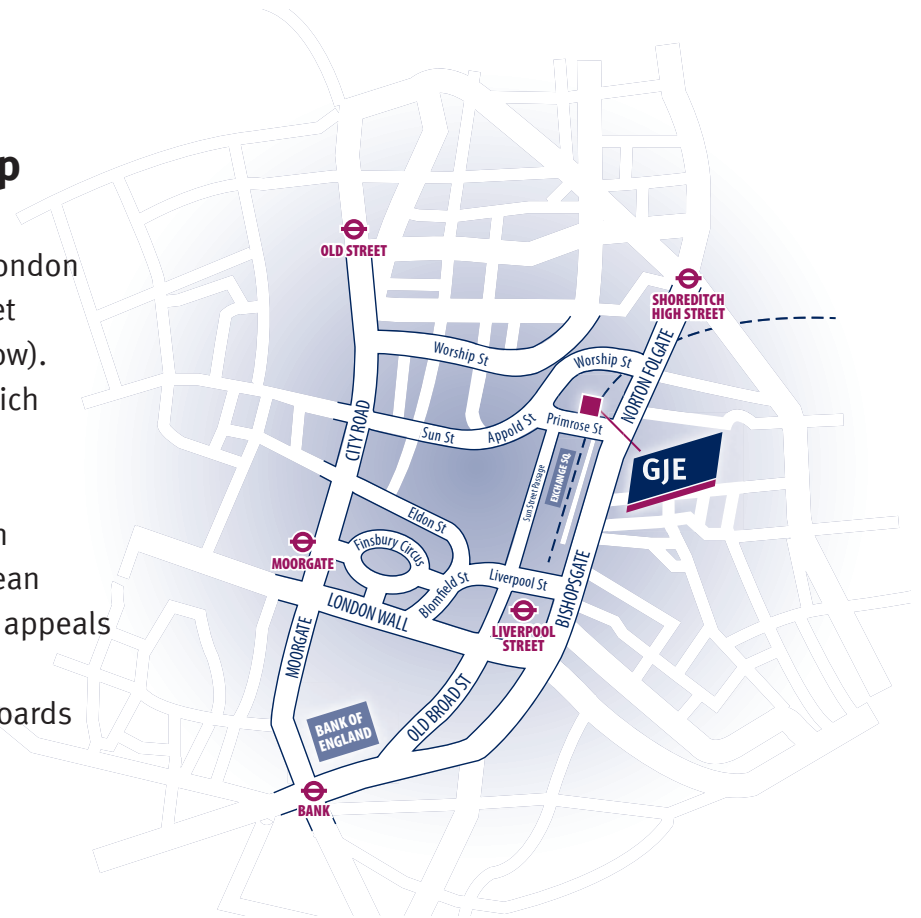 p
ondon
et
ow).
ich
n
ean
appeals
oards
OLD STREET
SHOREDITCH
HIGH STREET
Worship St
Worship St
NORTON FOLGATE
CITY ROAD
Sun St
Appold St
Primrose St
GJE
Sun Street Passage
EXCHANGE SQ.
Eldon St
Finsbury Circus
MOORGATE
Blomfield St
Liverpool St
BISHOPSGATE
LONDON WALL
LIVERPOOL
STREET
MOORGATE
OLD BROAD ST
BANK OF
ENGLAND
BANK